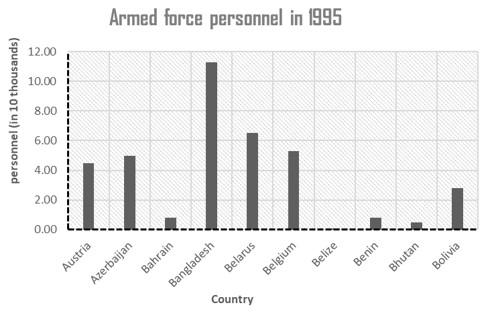 Armed force personnel in 1995
personnel (in 10 thousands)
12.00
10.00
8.00
6.00
4.00
2.00
0.00
Austria
Azerbaijan
Bahrain
Bangladesh
Belarus
Belgium
Belize
Benin
Bhutan
Bolivia
Country